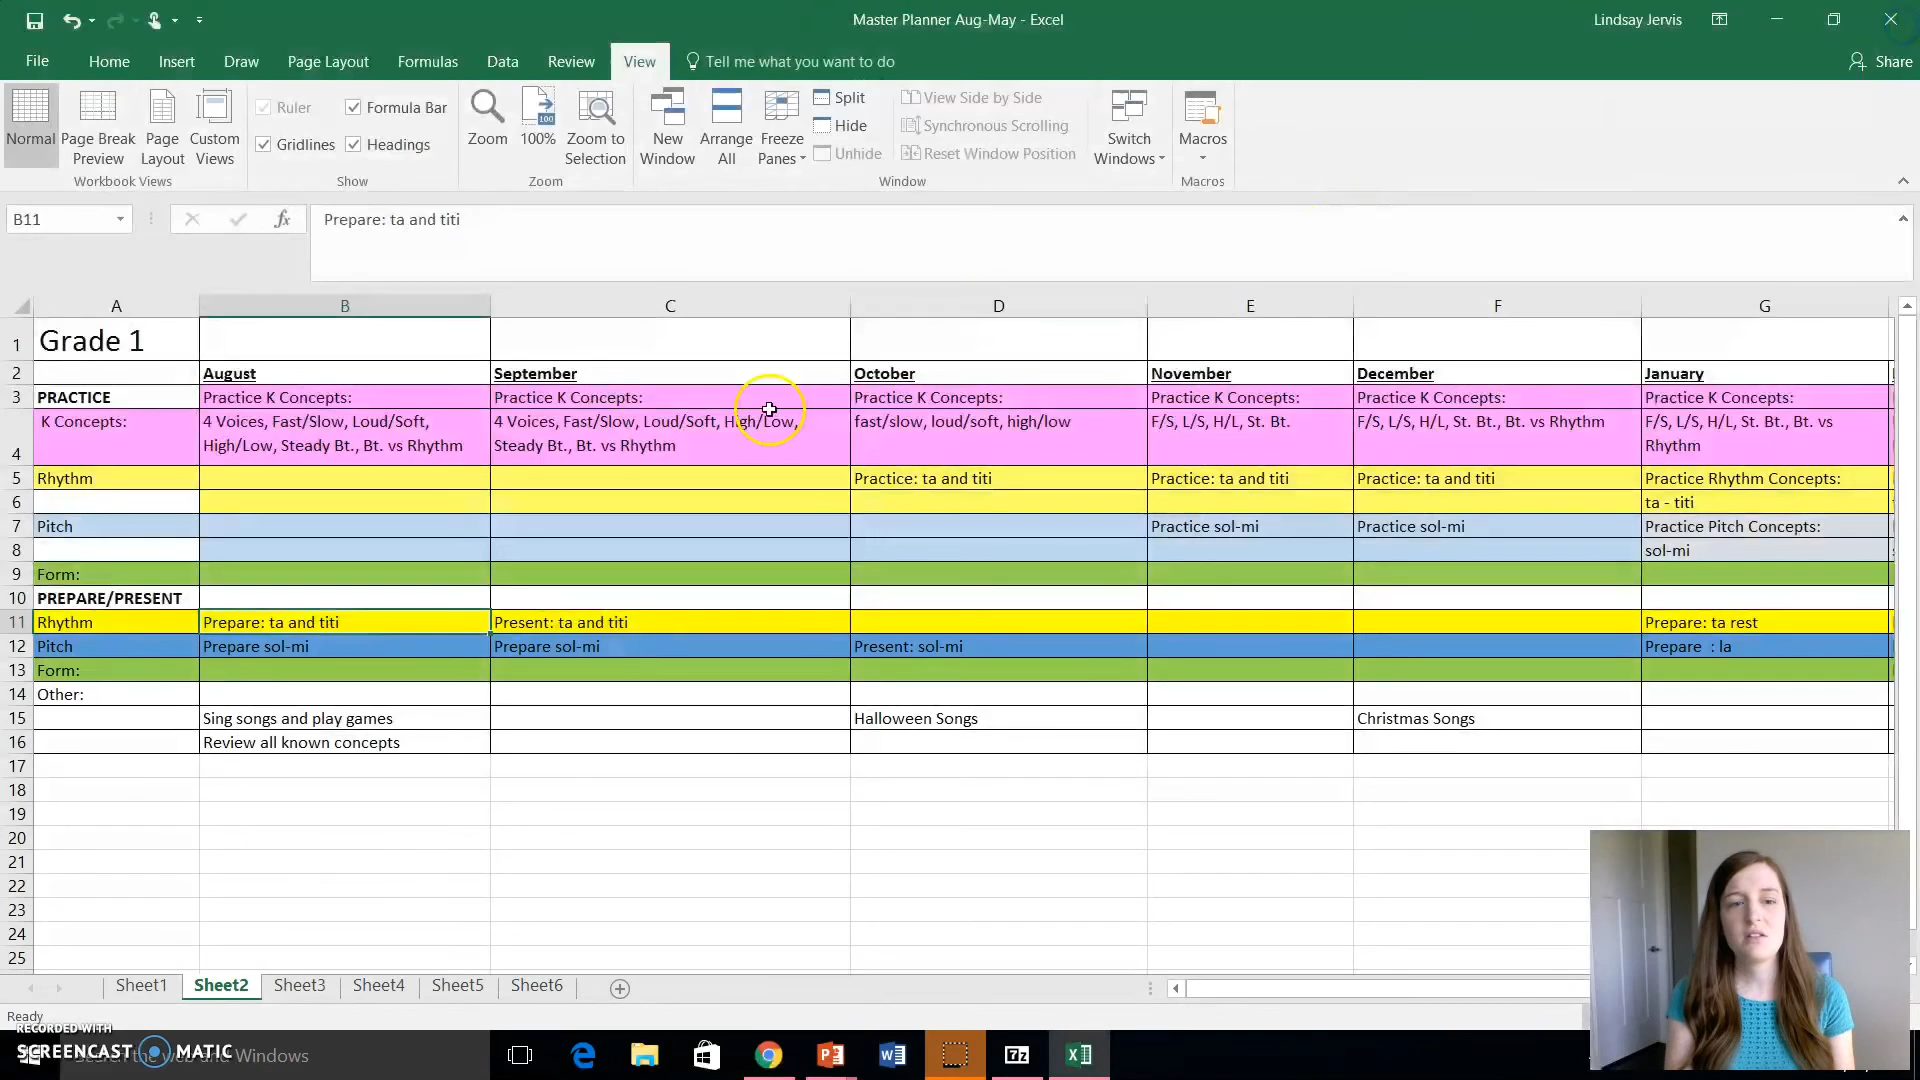 Master Planner Aug-May - Excel
Lindsay Jervis
File Home Insert Draw Page Layout Formulas Data Review View Tell me what you want to do Share
Normal
Page Break Preview
Page Layout
Custom Views
Workbook Views
Ruler
Formula Bar
Gridlines
Headings
Show
Zoom
100
100%
Zoom to Selection
Zoom
New Window
Arrange All
Freeze Panes
Split
Hide
Unhide
View Side by Side
Synchronous Scrolling
Reset Window Position
Switch Windows
Window
Macros
Macros
B11 fx Prepare: ta and titi
A B C D E F G
1 Grade 1
2 August September October November December January
3 PRACTICE Practice K Concepts: Practice K Concepts: Practice K Concepts: Practice K Concepts: Practice K Concepts: Practice K Concepts:
4 K Concepts: 4 Voices, Fast/Slow, Loud/Soft, High/Low, Steady Bt., Bt. vs Rhythm 4 Voices, Fast/Slow, Loud/Soft, High/Low, Steady Bt., Bt. vs Rhythm fast/slow, loud/soft, high/low F/S, L/S, H/L, St. Bt. F/S, L/S, H/L, St. Bt., Bt. vs Rhythm F/S, L/S, H/L, St. Bt., Bt. vs Rhythm
5 Rhythm Practice: ta and titi Practice: ta and titi Practice: ta and titi Practice Rhythm Concepts:
6 ta - titi
7 Pitch Practice sol-mi Practice sol-mi Practice Pitch Concepts:
8 sol-mi
9 Form:
10 PREPARE/PRESENT
11 Rhythm Prepare: ta and titi Present: ta and titi Prepare: ta rest
12 Pitch Prepare sol-mi Prepare sol-mi Present: sol-mi Prepare : la
13 Form:
14 Other:
15 Sing songs and play games Halloween Songs Christmas Songs
16 Review all known concepts
17
18
19
20
21
22
23
24
25
Sheet1 Sheet2 Sheet3 Sheet4 Sheet5 Sheet6
Ready
RECORDED WITH
SCREENCAST MATIC
Search the web and Windows